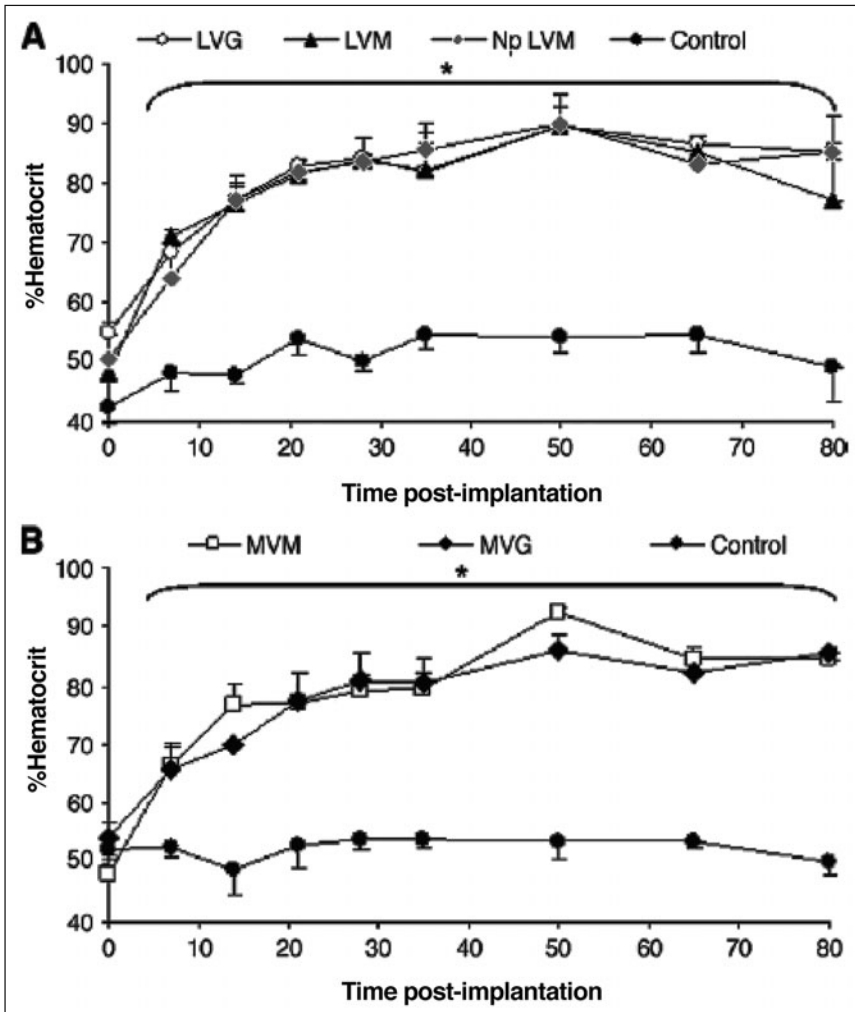 A
LVG LVM Np LVM Control
*
100
90
80
70
60
50
40
%Hematocrit
0 10 20 30 40 50 60 70 80
Time post-implantation
B
MVM MVG Control
*
100
90
80
70
60
50
40
%Hematocrit
0 10 20 30 40 50 60 70 80
Time post-implantation